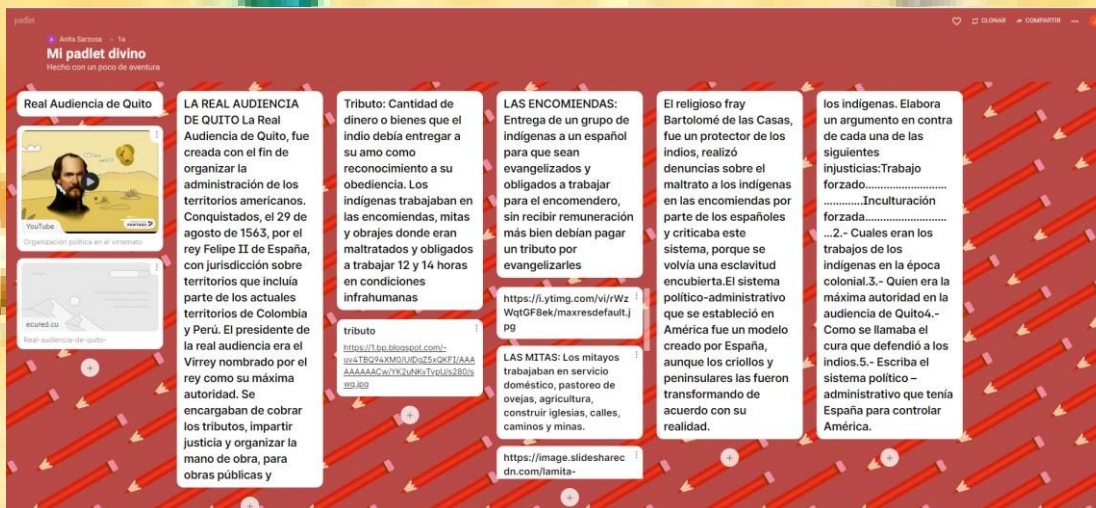 padlet
CLONAR
COMPARTIR
Anita Sarzosa • 1a
Mi padlet divino
Hecho con un poco de aventura
Real Audiencia de Quito
YouTube
Organización política en el virreinato
ecured.cu
Real-audiencia-de-quito-
LA REAL AUDIENCIA
DE QUITO La Real
Audiencia de Quito, fue
creada con el fin de
organizar la
administración de los
territorios americanos.
Conquistados, el 29 de
agosto de 1563, por el
rey Felipe II de España,
con jurisdicción sobre
territorios que incluía
parte de los actuales
territorios de Colombia
y Perú. El presidente de
la real audiencia era el
Virrey nombrado por el
rey como su máxima
autoridad. Se
encargaban de cobrar
los tributos, impartir
justicia y organizar la
mano de obra, para
obras públicas y
Tributo: Cantidad de
dinero o bienes que el
indio debía entregar a
su amo como
reconocimiento a su
obediencia. Los
indígenas trabajaban en
las encomiendas, mitas
y obrajes donde eran
maltratados y obligados
a trabajar 12 y 14 horas
en condiciones
infrahumanas
tributo
https://1.bp.blogspot.com/-
LAS ENCOMIENDAS:
Entrega de un grupo de
indígenas a un español
para que sean
evangelizados y
obligados a trabajar
para el encomendero,
sin recibir remuneración
más bien debían pagar
un tributo por
evangelizarles
https://i.ytimg.com/vi/rWz
WqtGF8ek/maxresdefault.j
pg
LAS MITAS: Los mitayos
trabajaban en servicio
doméstico, pastoreo de
ovejas, agricultura,
construir iglesias, calles,
caminos y minas.
https://image.slidesharec
dn.com/lamita-
El religioso fray
Bartolomé de las Casas,
fue un protector de los
indios, realizó
denuncias sobre el
maltrato a los indígenas
en las encomiendas por
parte de los españoles
y criticaba este
sistema, porque se
volvía una esclavitud
encubierta.El sistema
político-administrativo
que se estableció en
América fue un modelo
creado por España,
aunque los criollos y
peninsulares las fueron
transformando de
acuerdo con su
realidad.
los indígenas. Elabora
un argumento en contra
de cada una de las
siguientes
injusticias:Trabajo
forzado............................
.................Inculturación
forzada...........................
...2.- Cuales eran los
trabajos de los
indígenas en la época
colonial.3.- Quien era la
máxima autoridad en la
audiencia de Quito4.-
Como se llamaba el
cura que defendió a los
indios.5.- Escriba el
sistema político –
administrativo que tenía
España para controlar
América.